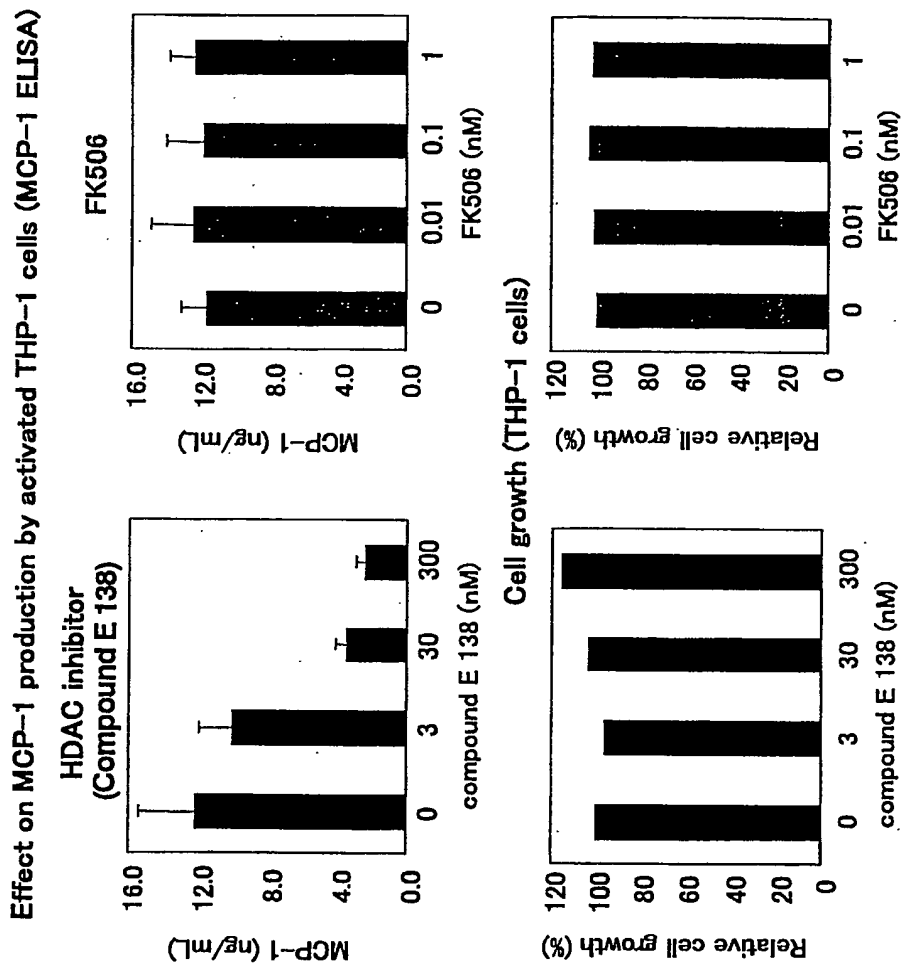 Effect on MCP-1 production by activated THP-1 cells (MCP-1 ELISA)
HDAC inhibitor
(Compound E 138)
MCP-1 (ng/mL)
16.0
12.0
8.0
4.0
0.0
0 3 30 300
compound E 138 (nM)
FK506
MCP-1 (ng/mL)
16.0
12.0
8.0
4.0
0.0
0 0.01 0.1 1
FK506 (nM)
Cell growth (THP-1 cells)
Relative cell growth (%)
120
100
80
60
40
20
0
0 3 30 300
compound E 138 (nM)
Relative cell growth (%)
120
100
80
60
40
20
0
0 0.01 0.1 1
FK506 (nM)